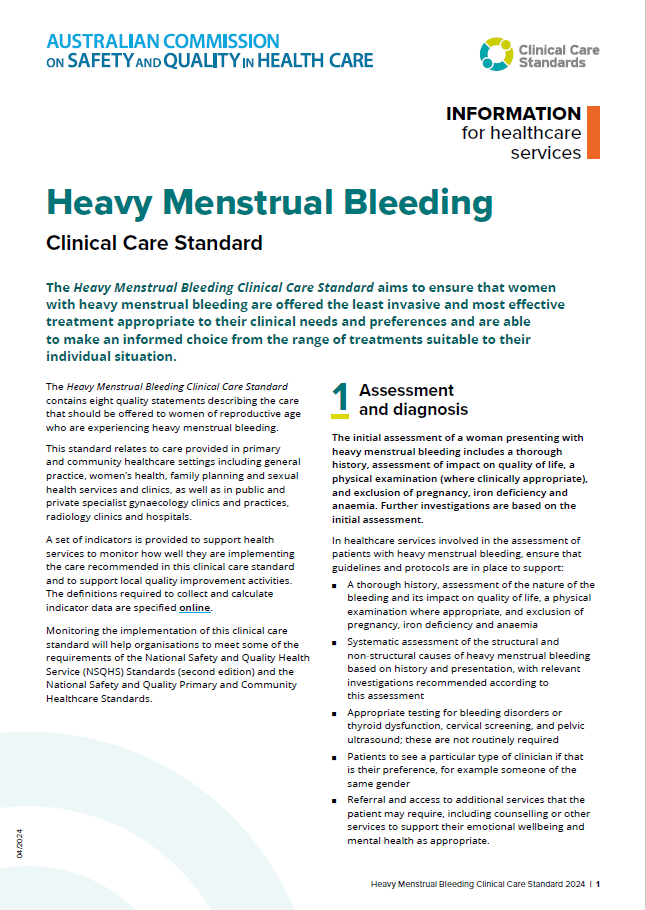 AUSTRALIAN COMMISSION
ON SAFETY AND QUALITY IN HEALTH CARE
Clinical Care
Standards
INFORMATION
for healthcare
services
Heavy Menstrual Bleeding
Clinical Care Standard
The Heavy Menstrual Bleeding Clinical Care Standard aims to ensure that women
with heavy menstrual bleeding are offered the least invasive and most effective
treatment appropriate to their clinical needs and preferences and are able
to make an informed choice from the range of treatments suitable to their
individual situation.
The Heavy Menstrual Bleeding Clinical Care Standard
contains eight quality statements describing the care
that should be offered to women of reproductive age
who are experiencing heavy menstrual bleeding.
This standard relates to care provided in primary
and community healthcare settings including general
practice, women's health, family planning and sexual
health services and clinics, as well as in public and
private specialist gynaecology clinics and practices,
radiology clinics and hospitals.
A set of indicators is provided to support health
services to monitor how well they are implementing
the care recommended in this clinical care standard
and to support local quality improvement activities.
The definitions required to collect and calculate
indicator data are specified online.
Monitoring the implementation of this clinical care
standard will help organisations to meet some of the
requirements of the National Safety and Quality Health
Service (NSQHS) Standards (second edition) and the
National Safety and Quality Primary and Community
Healthcare Standards.
1 Assessment
and diagnosis
The initial assessment of a woman presenting with
heavy menstrual bleeding includes a thorough
history, assessment of impact on quality of life, a
physical examination (where clinically appropriate),
and exclusion of pregnancy, iron deficiency and
anaemia. Further investigations are based on the
initial assessment.
In healthcare services involved in the assessment of
patients with heavy menstrual bleeding, ensure that
guidelines and protocols are in place to support:
■ A thorough history, assessment of the nature of the
bleeding and its impact on quality of life, a physical
examination where appropriate, and exclusion of
pregnancy, iron deficiency and anaemia
■ Systematic assessment of the structural and
non-structural causes of heavy menstrual bleeding
based on history and presentation, with relevant
investigations recommended according to
this assessment
■ Appropriate testing for bleeding disorders or
thyroid dysfunction, cervical screening, and pelvic
ultrasound; these are not routinely required
■ Patients to see a particular type of clinician if that
is their preference, for example someone of the
same gender
■ Referral and access to additional services that the
patient may require, including counselling or other
services to support their emotional wellbeing and
mental health as appropriate.
04/2024
Heavy Menstrual Bleeding Clinical Care Standard 2024 | 1